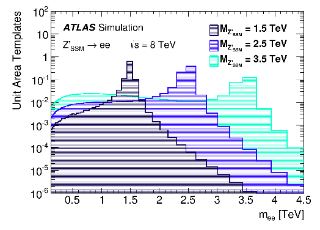 ATLAS Simulation
Z'SSM → ee √s = 8 TeV
MZ'SSM = 1.5 TeV
MZ'SSM = 2.5 TeV
MZ'SSM = 3.5 TeV
Unit Area Templates
10²
10
1
10⁻¹
10⁻²
10⁻³
10⁻⁴
10⁻⁵
10⁻⁶
0.5 1 1.5 2 2.5 3 3.5 4 4.5
mee [TeV]